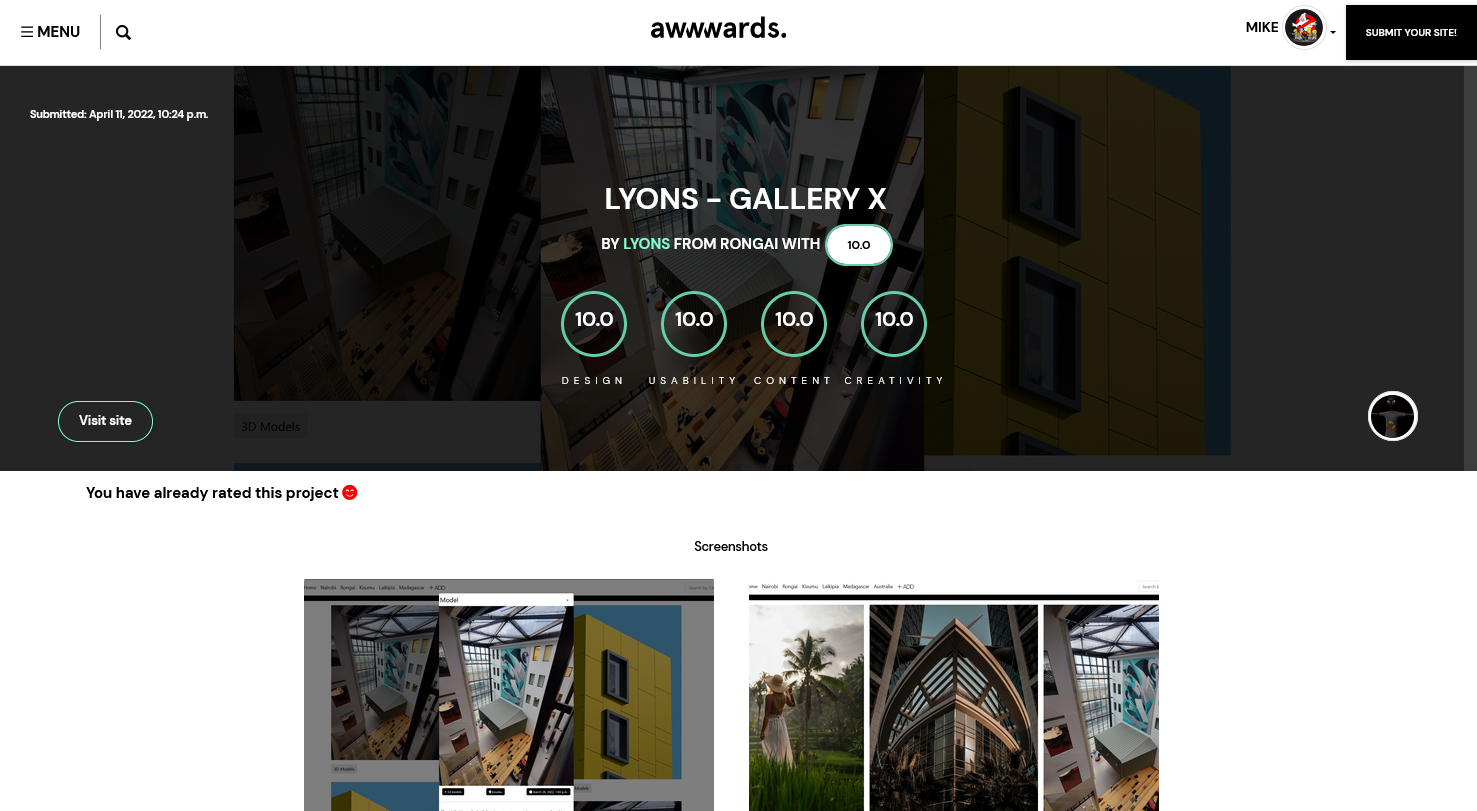 MENU
awwwards.
MIKE
SUBMIT YOUR SITE!
Submitted: April 11, 2022, 10:24 p.m.
LYONS - GALLERY X
BY LYONS FROM RONGAI WITH 10.0
10.0 10.0 10.0 10.0
DESIGN USABILITY CONTENT CREATIVITY
3D Models
Visit site
You have already rated this project
Screenshots
Home Nairobi Rongai Kisumu Laikipia Madagascar + ADD
Model
3D Models
Nairobi Rongai Kisumu Laikipia Madagascar Australia + ADD